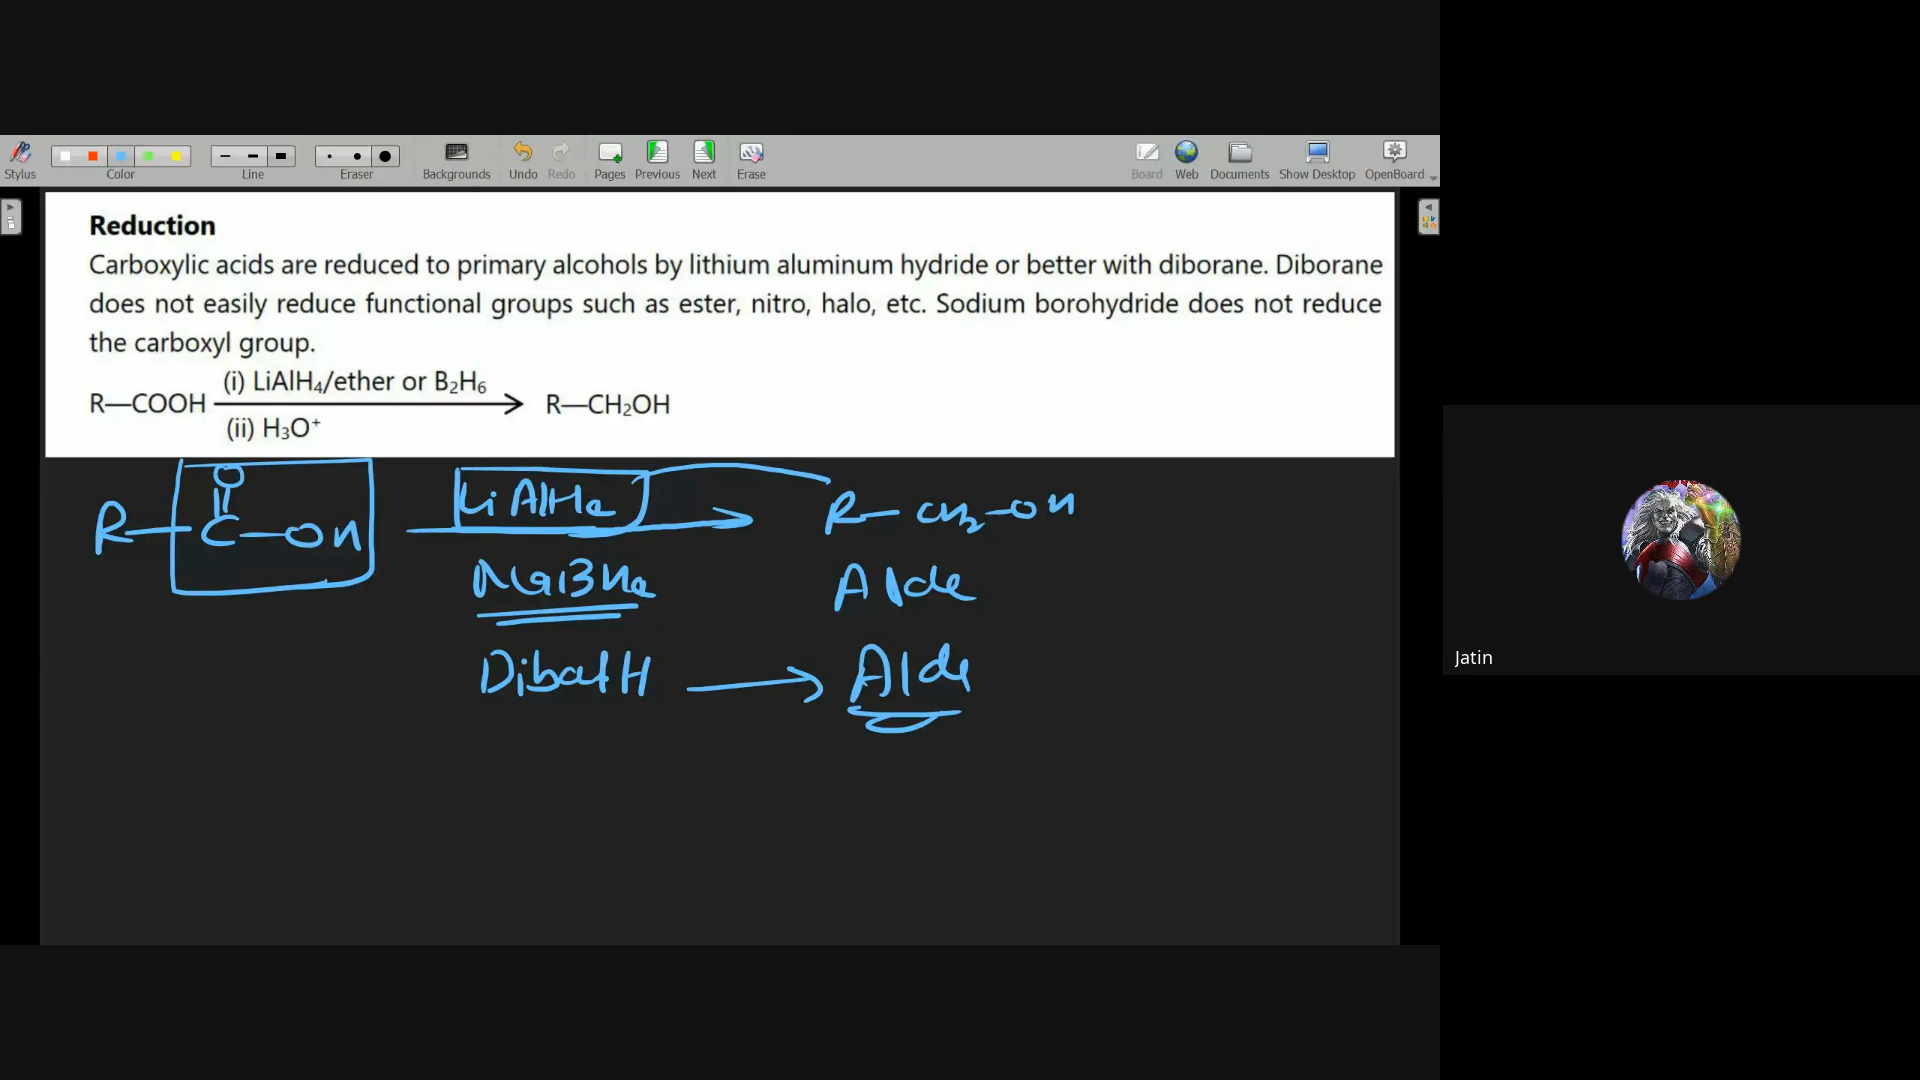 Stylus Color Line Eraser Backgrounds Undo Redo Pages Previous Next Erase Board Web Documents Show Desktop OpenBoard
Reduction
Carboxylic acids are reduced to primary alcohols by lithium aluminum hydride or better with diborane. Diborane
does not easily reduce functional groups such as ester, nitro, halo, etc. Sodium borohydride does not reduce
the carboxyl group.
(i) LiAlH₄/ether or B₂H₆
R—COOH → R—CH₂OH
(ii) H₃O⁺
O
R—C—OH LiAlH4 → R—CH2—OH
NaBH4 Alde
DibalH → Alde
Jatin